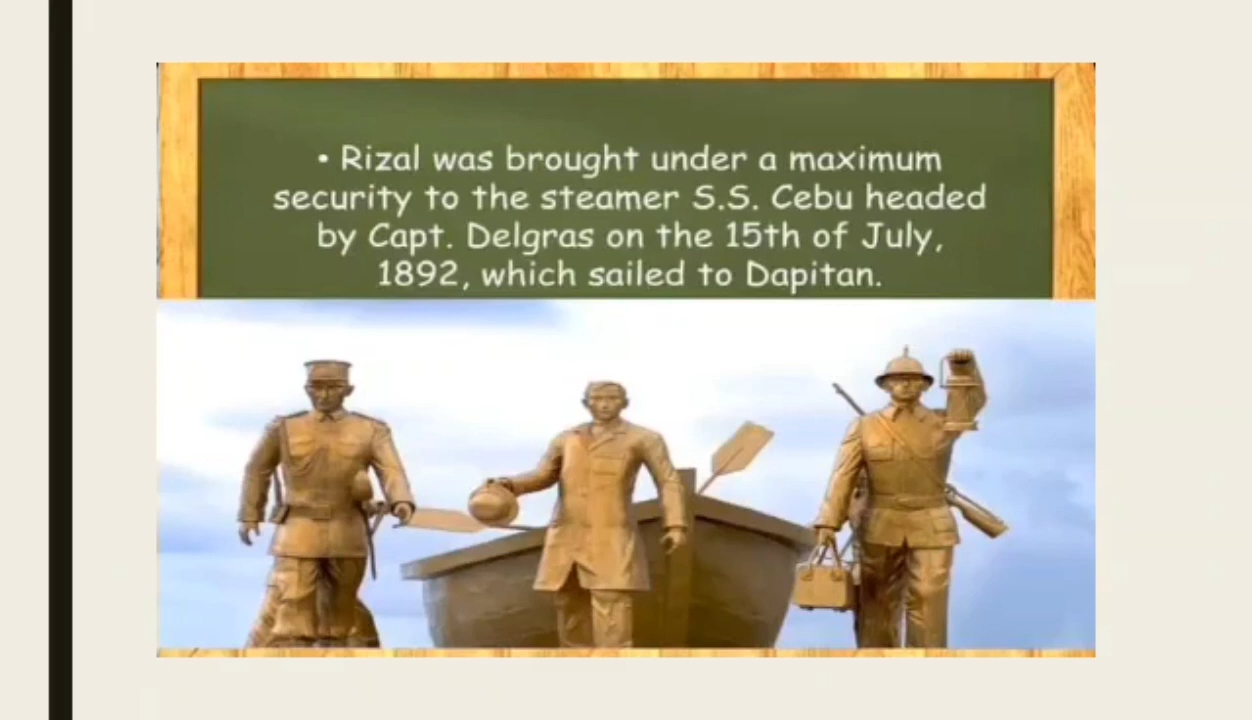 • Rizal was brought under a maximum
security to the steamer S.S. Cebu headed
by Capt. Delgras on the 15th of July,
1892, which sailed to Dapitan.